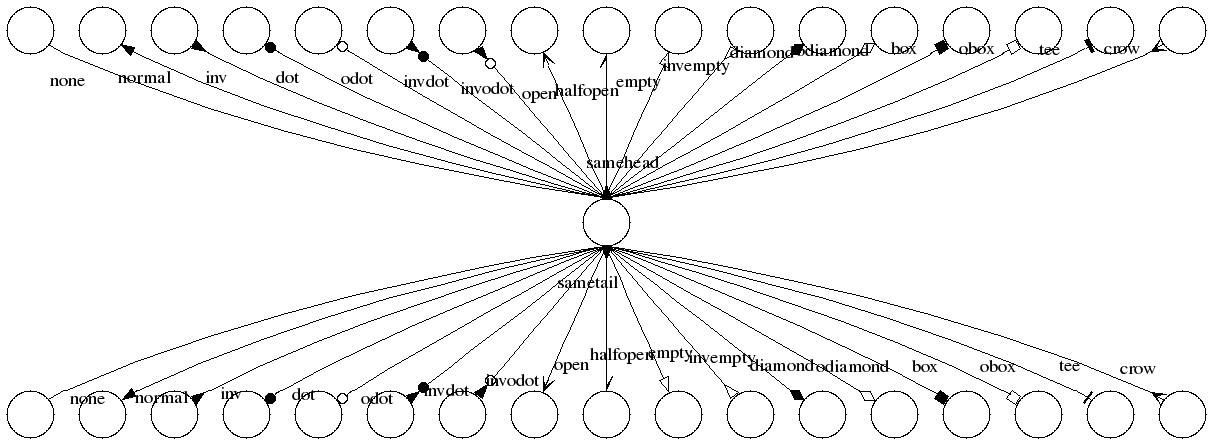 none normal inv dot odot invdot invodot open halfopen empty invempty diamond odiamond box obox tee crow
samehead
sametail
none normal inv dot odot invdot invodot open halfopen empty invempty diamond odiamond box obox tee crow